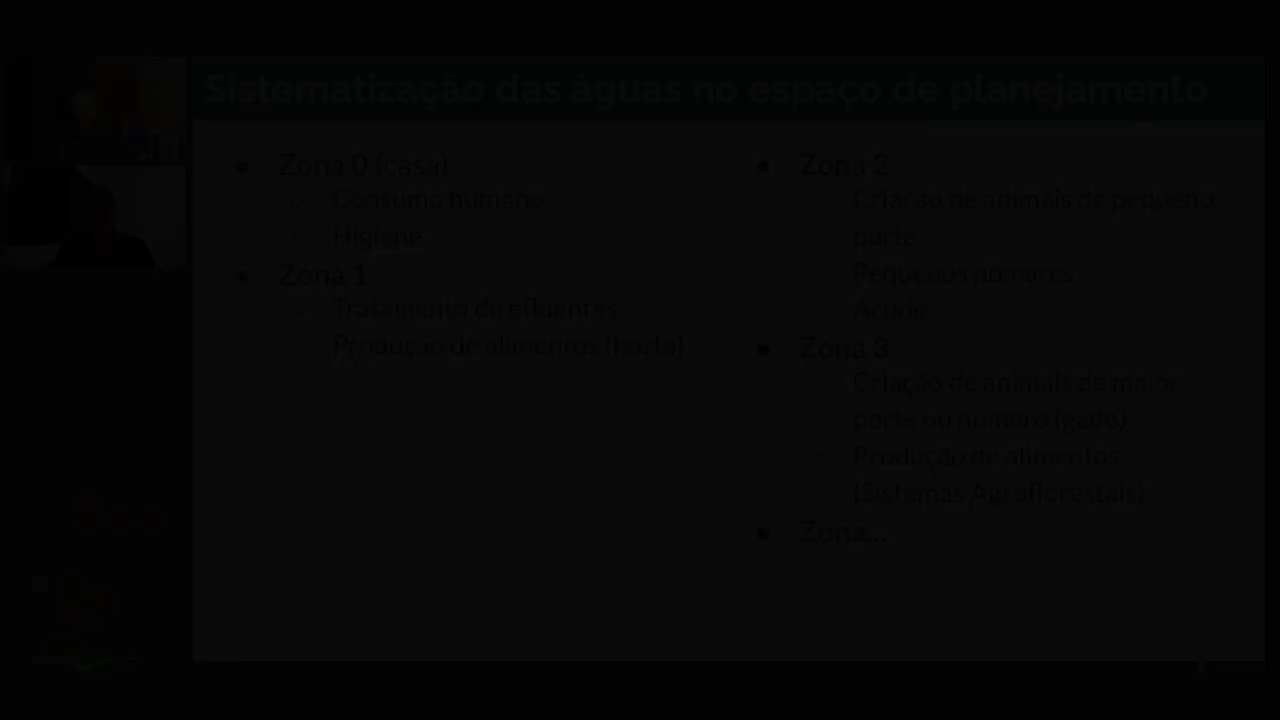 Sistematização das águas no espaço de planejamento
● Zona 0 (casa)
○ Consumo humano
○ Higiene
● Zona 1
○ Tratamento de efluentes
○ Produção de alimentos (horta)
● Zona 2
○ Criação de animais de pequeno
porte
○ Pequenos pomares
○ Açude
● Zona 3
○ Criação de animais de maior
porte ou número (gado)
○ Produção de alimentos
(Sistemas Agroflorestais)
● Zona...